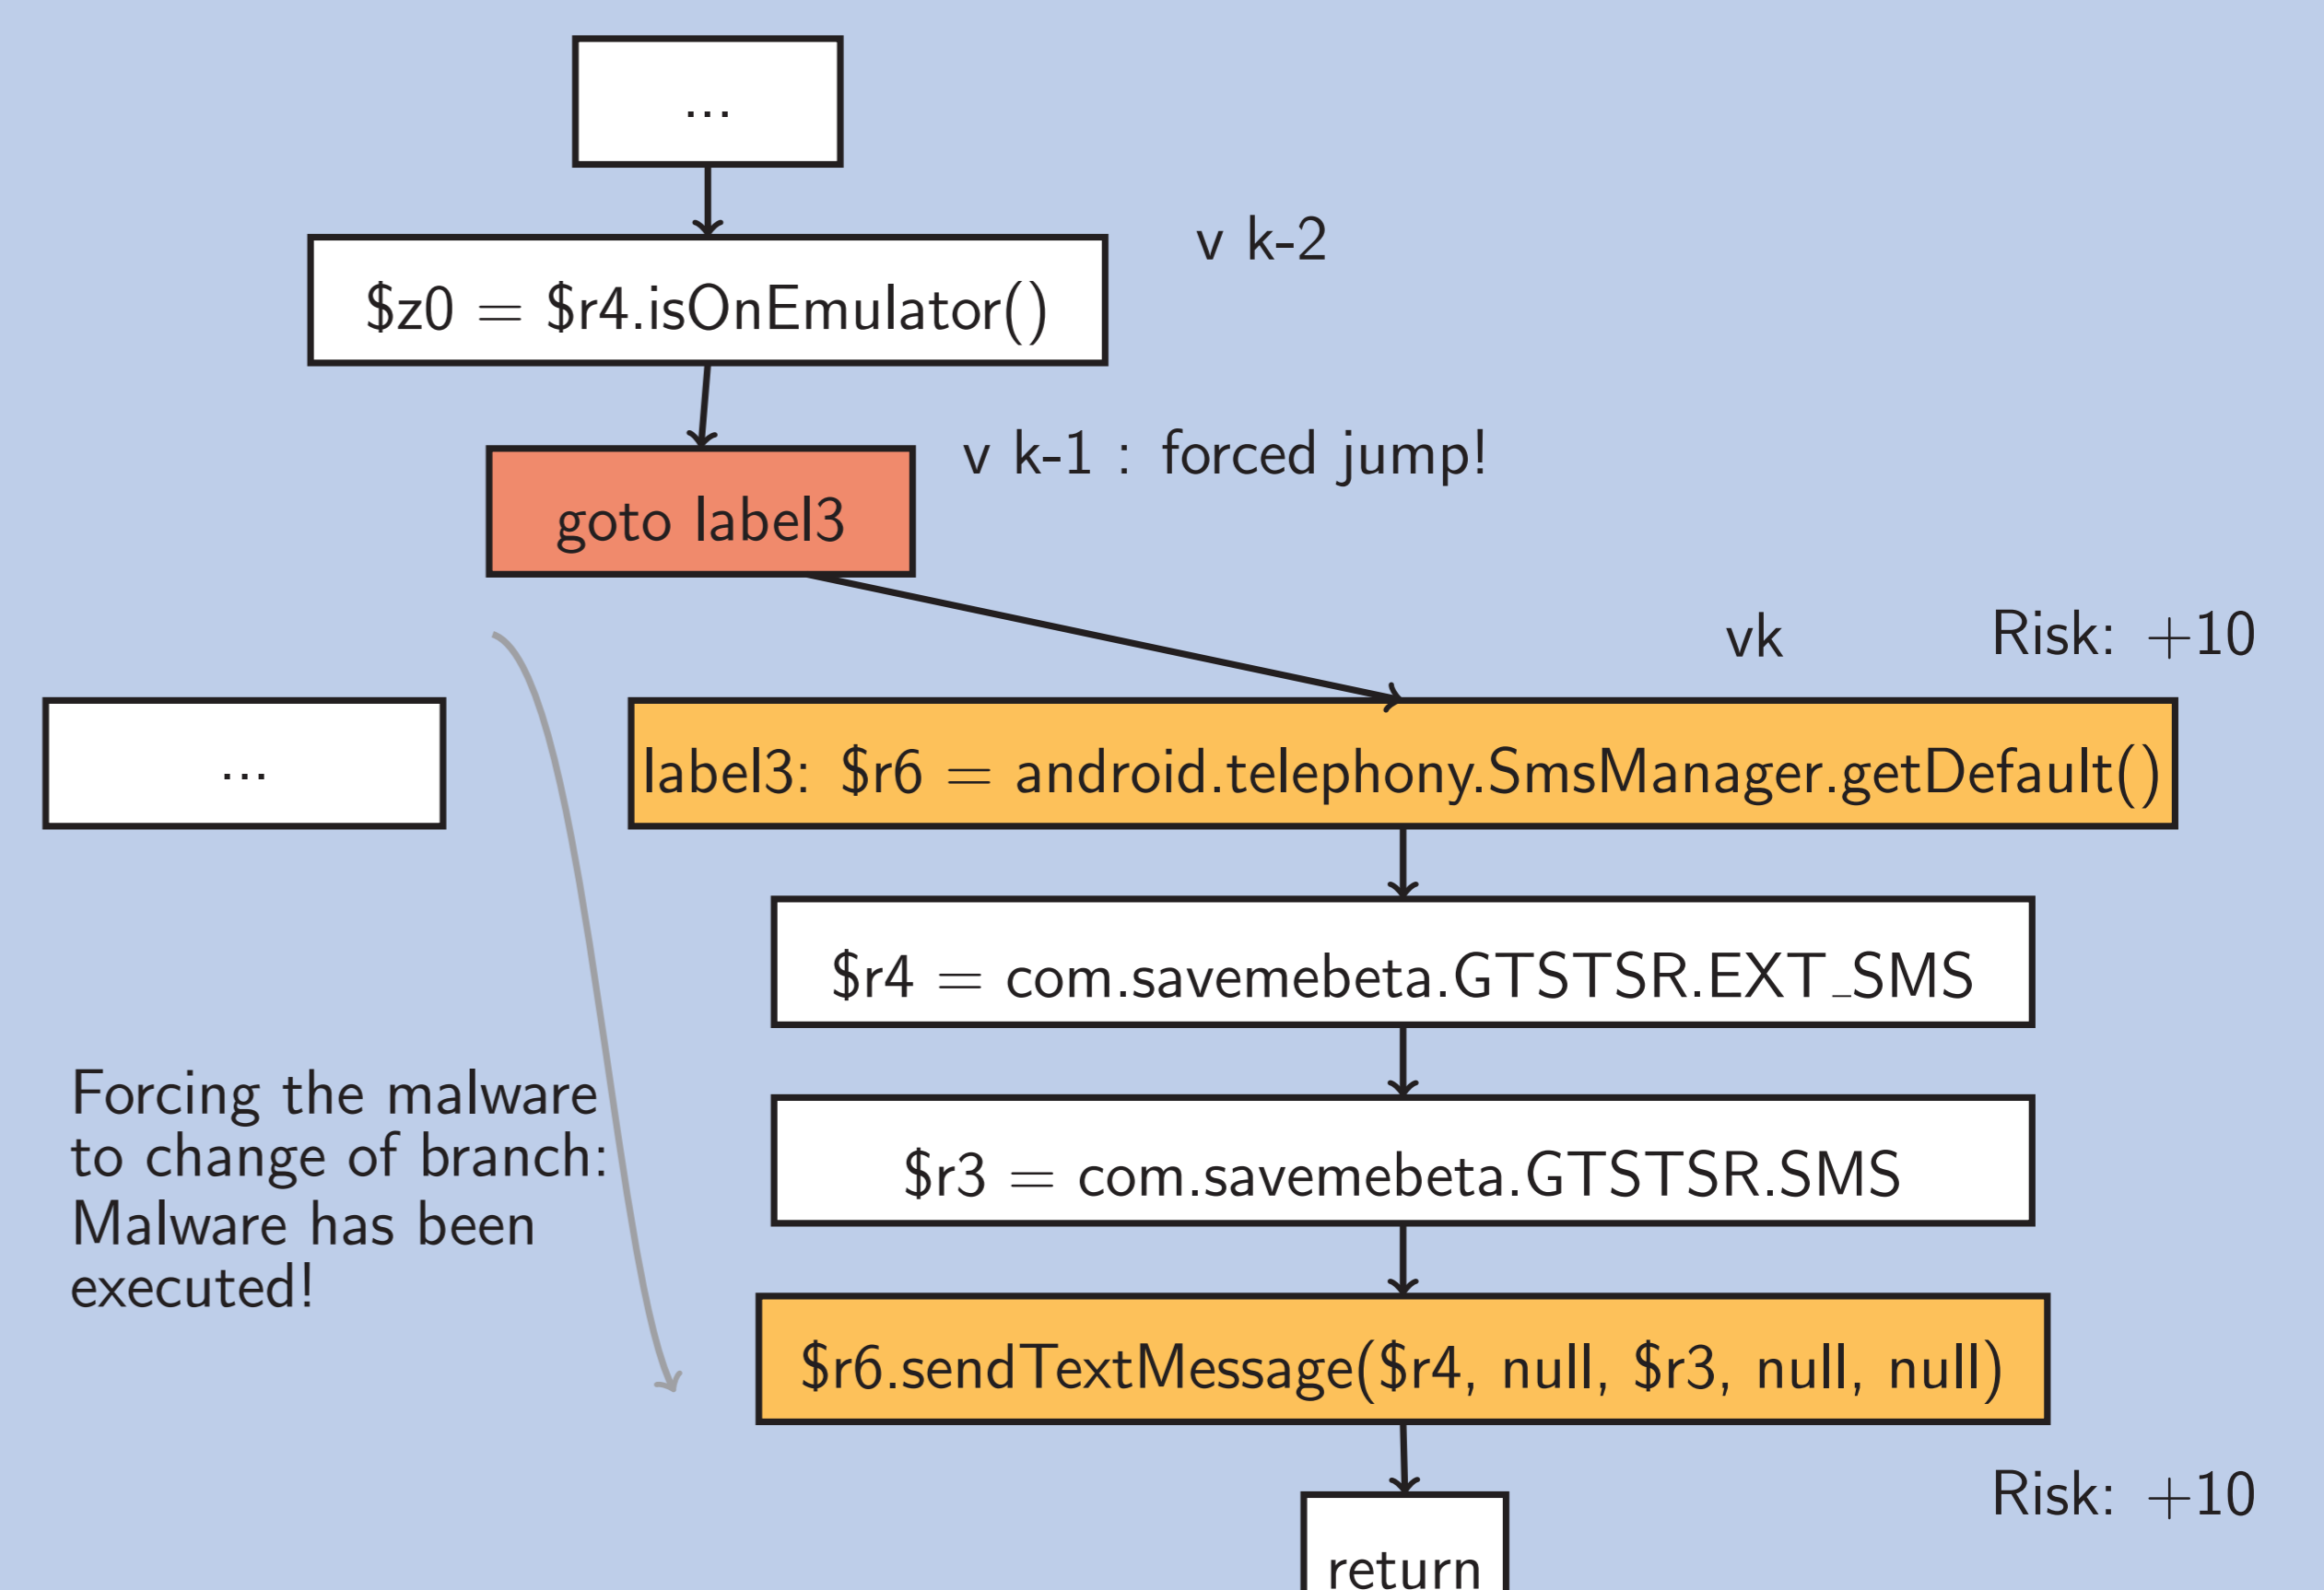 ...
v k-2
$z0 = $r4.isOnEmulator()
v k-1 : forced jump!
goto label3
vk
Risk: +10
...
label3: $r6 = android.telephony.SmsManager.getDefault()
$r4 = com.savemebeta.GTSTSR.EXT_SMS
Forcing the malware
to change of branch:
Malware has been
executed!
$r3 = com.savemebeta.GTSTSR.SMS
$r6.sendTextMessage($r4, null, $r3, null, null)
Risk: +10
return